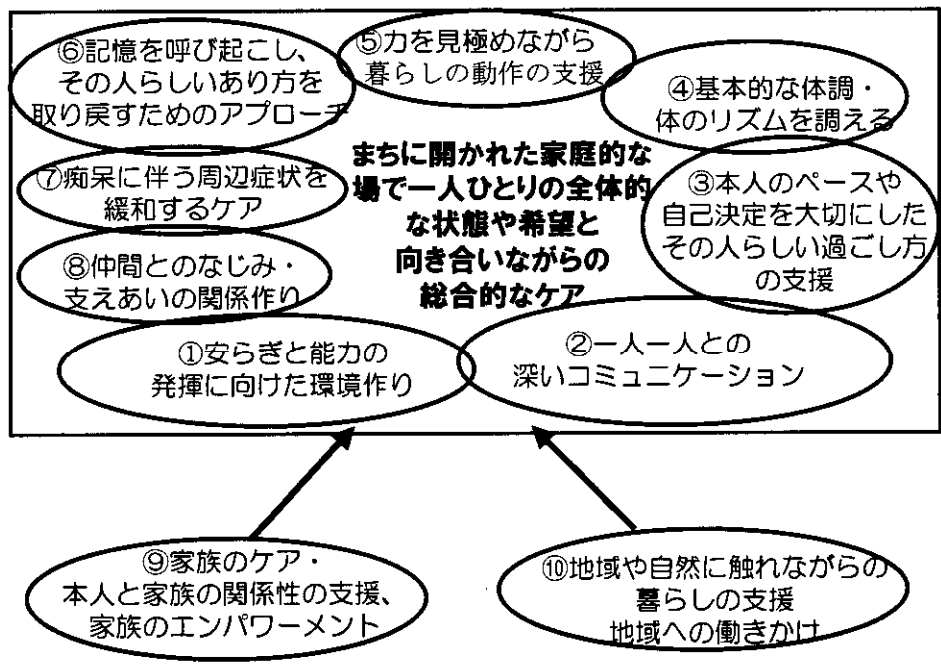 ⑥記憶を呼び起こし、
その人らしいあり方を
取り戻すためのアプローチ
⑤力を見極めながら
暮らしの動作の支援
④基本的な体調・
体のリズムを調える
まちに開かれた家庭的な
場で一人ひとりの全体的
な状態や希望と
向き合いながらの
総合的なケア
⑦痴呆に伴う周辺症状を
緩和するケア
③本人のペースや
自己決定を大切にした
その人らしい過ごし方
の支援
⑧仲間とのなじみ・
支えあいの関係作り
①安らぎと能力の
発揮に向けた環境作り
②一人一人との
深いコミュニケーション
⑨家族のケア・
本人と家族の関係性の支援、
家族のエンパワーメント
⑩地域や自然に触れながらの
暮らしの支援
地域への働きかけ